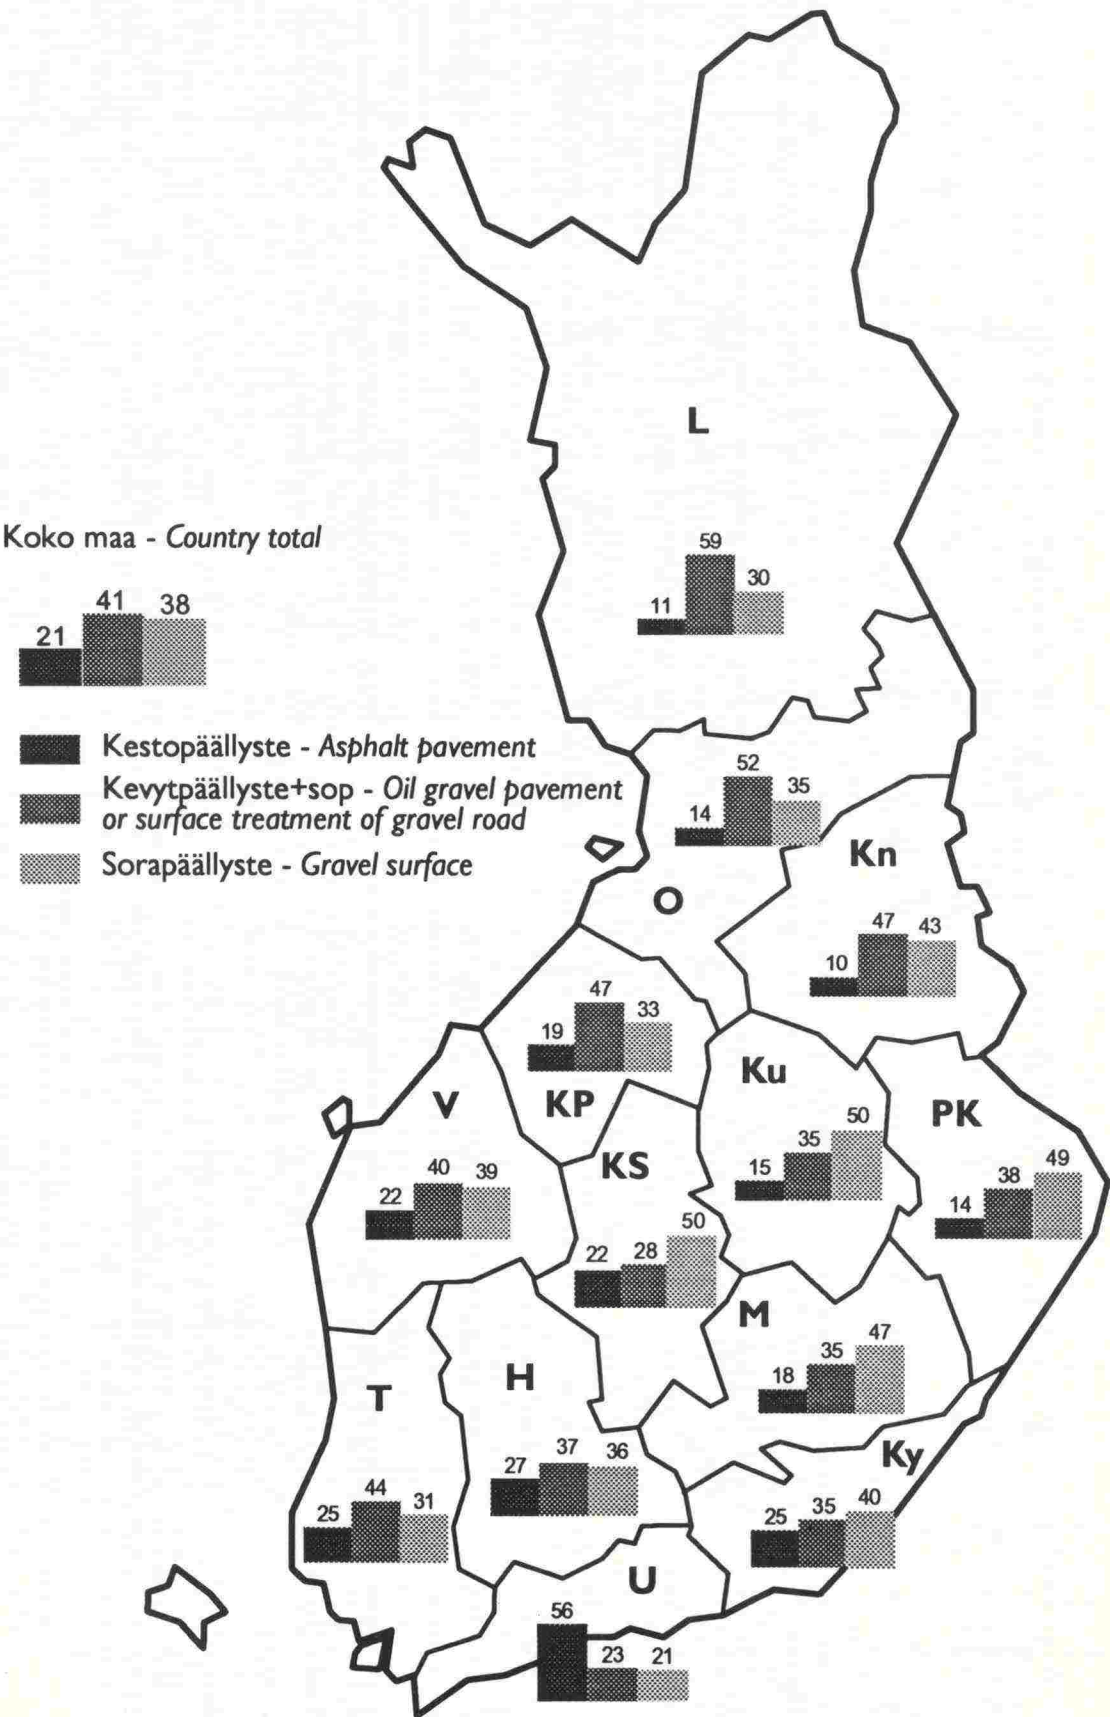 L
Koko maa - Country total
59
30
11
41
38
21
Kestopäällyste - Asphalt pavement
Kevytpäällyste+sop - Oil gravel pavement
or surface treatment of gravel road
Sorapäällyste - Gravel surface
52
35
14
Kn
O
47
43
10
47
33
19
Ku
V
KP
PK
KS
50
35
15
40
39
22
49
38
14
50
28
22
M
47
35
18
H
T
Ky
37
36
27
44
31
25
40
35
25
U
56
23
21